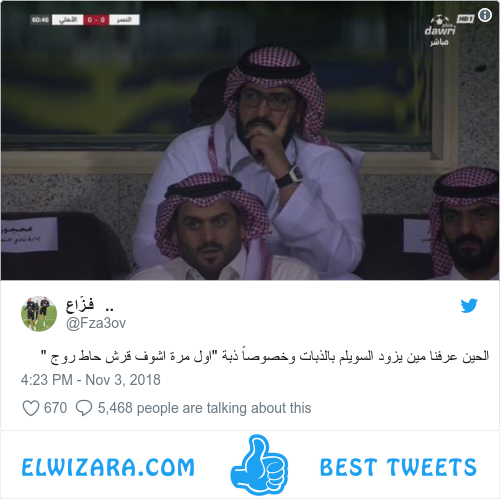 60:46 الأهلي 0 - 0 النصر
dawri plus HD1
مباشر
محجوز
فزّاع ..
@Fza3ov
الحين عرفنا مين يزود السويلم بالذبات وخصوصاً ذبة "اول مرة اشوف قرش حاط روج "
4:23 PM - Nov 3, 2018
670 5,468 people are talking about this
ELWIZARA.COM BEST TWEETS